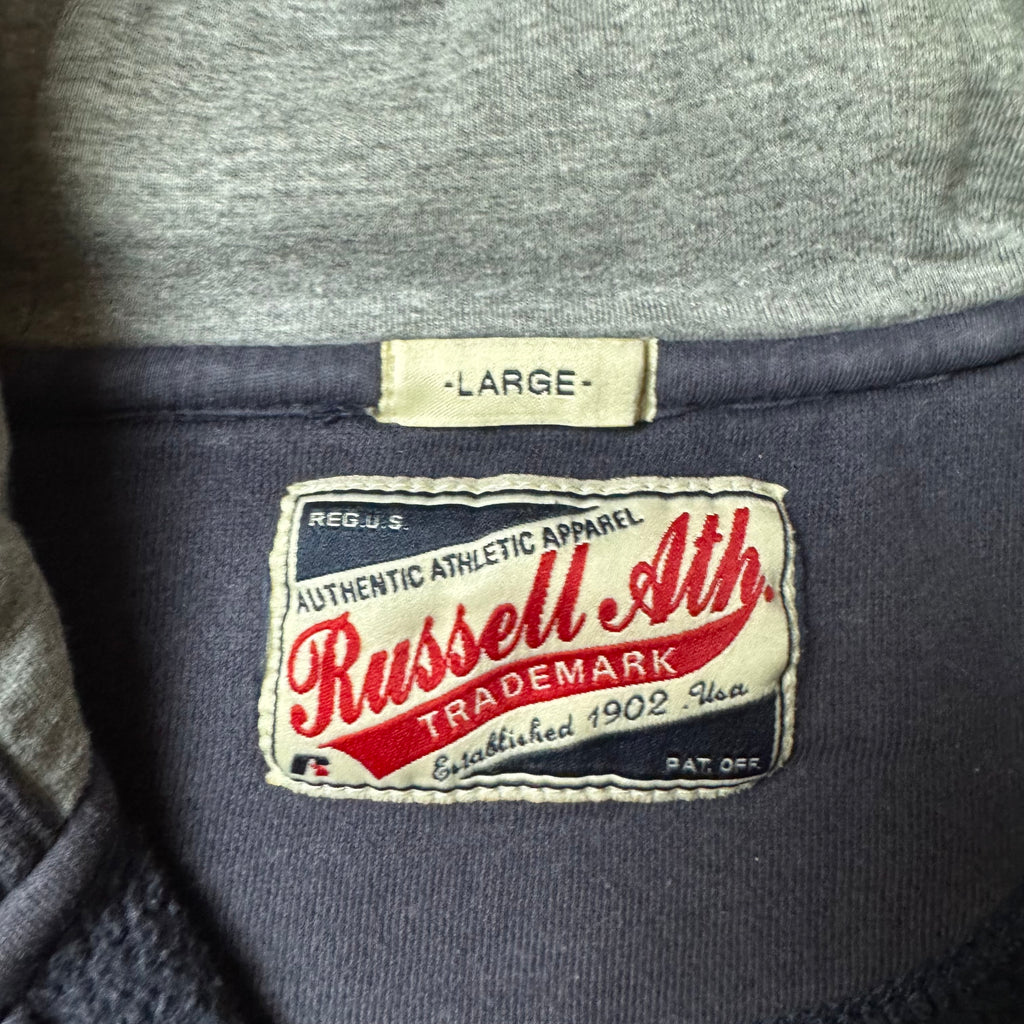 -LARGE-
REG.U.S.
AUTHENTIC ATHLETIC APPAREL
Russell Ath.
TRADEMARK
Established 1902 .Usa
PAT. OFF.